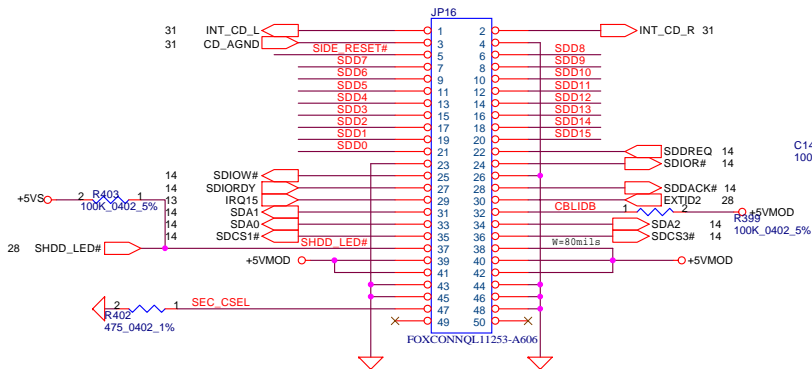 JP16
31 INT_CD_L 1 2 INT_CD_R 31
31 CD_AGND 3 4
SIDE_RESET# 5 6 SDD8
SDD7 7 8 SDD9
SDD6 9 10 SDD10
SDD5 11 12 SDD11
SDD4 13 14 SDD12
SDD3 15 16 SDD13
SDD2 17 18 SDD14
SDD1 19 20 SDD15
SDD0 21 22 SDDREQ 14
23 24 SDIOR# 14
14 SDIOW# 25 26
14 SDIORDY 27 28 SDDACK# 14
13 IRQ15 29 30 EXTID2 28
14 SDA1 31 32 CBLIDB 1 2 +5VMOD
R399
100K_0402_5%
14 SDA0 33 34 SDA2 14
14 SDCS1# 35 36 SDCS3# 14
+5VS 2 R403 1
100K_0402_5%
28 SHDD_LED# SHDD_LED# 37 38 W=80mils
+5VMOD 39 40 +5VMOD
41 42
43 44
45 46
2 1 SEC_CSEL 47 48
R402
475_0402_1%
49 50
FOXCONNQL11253-A606
C14
100